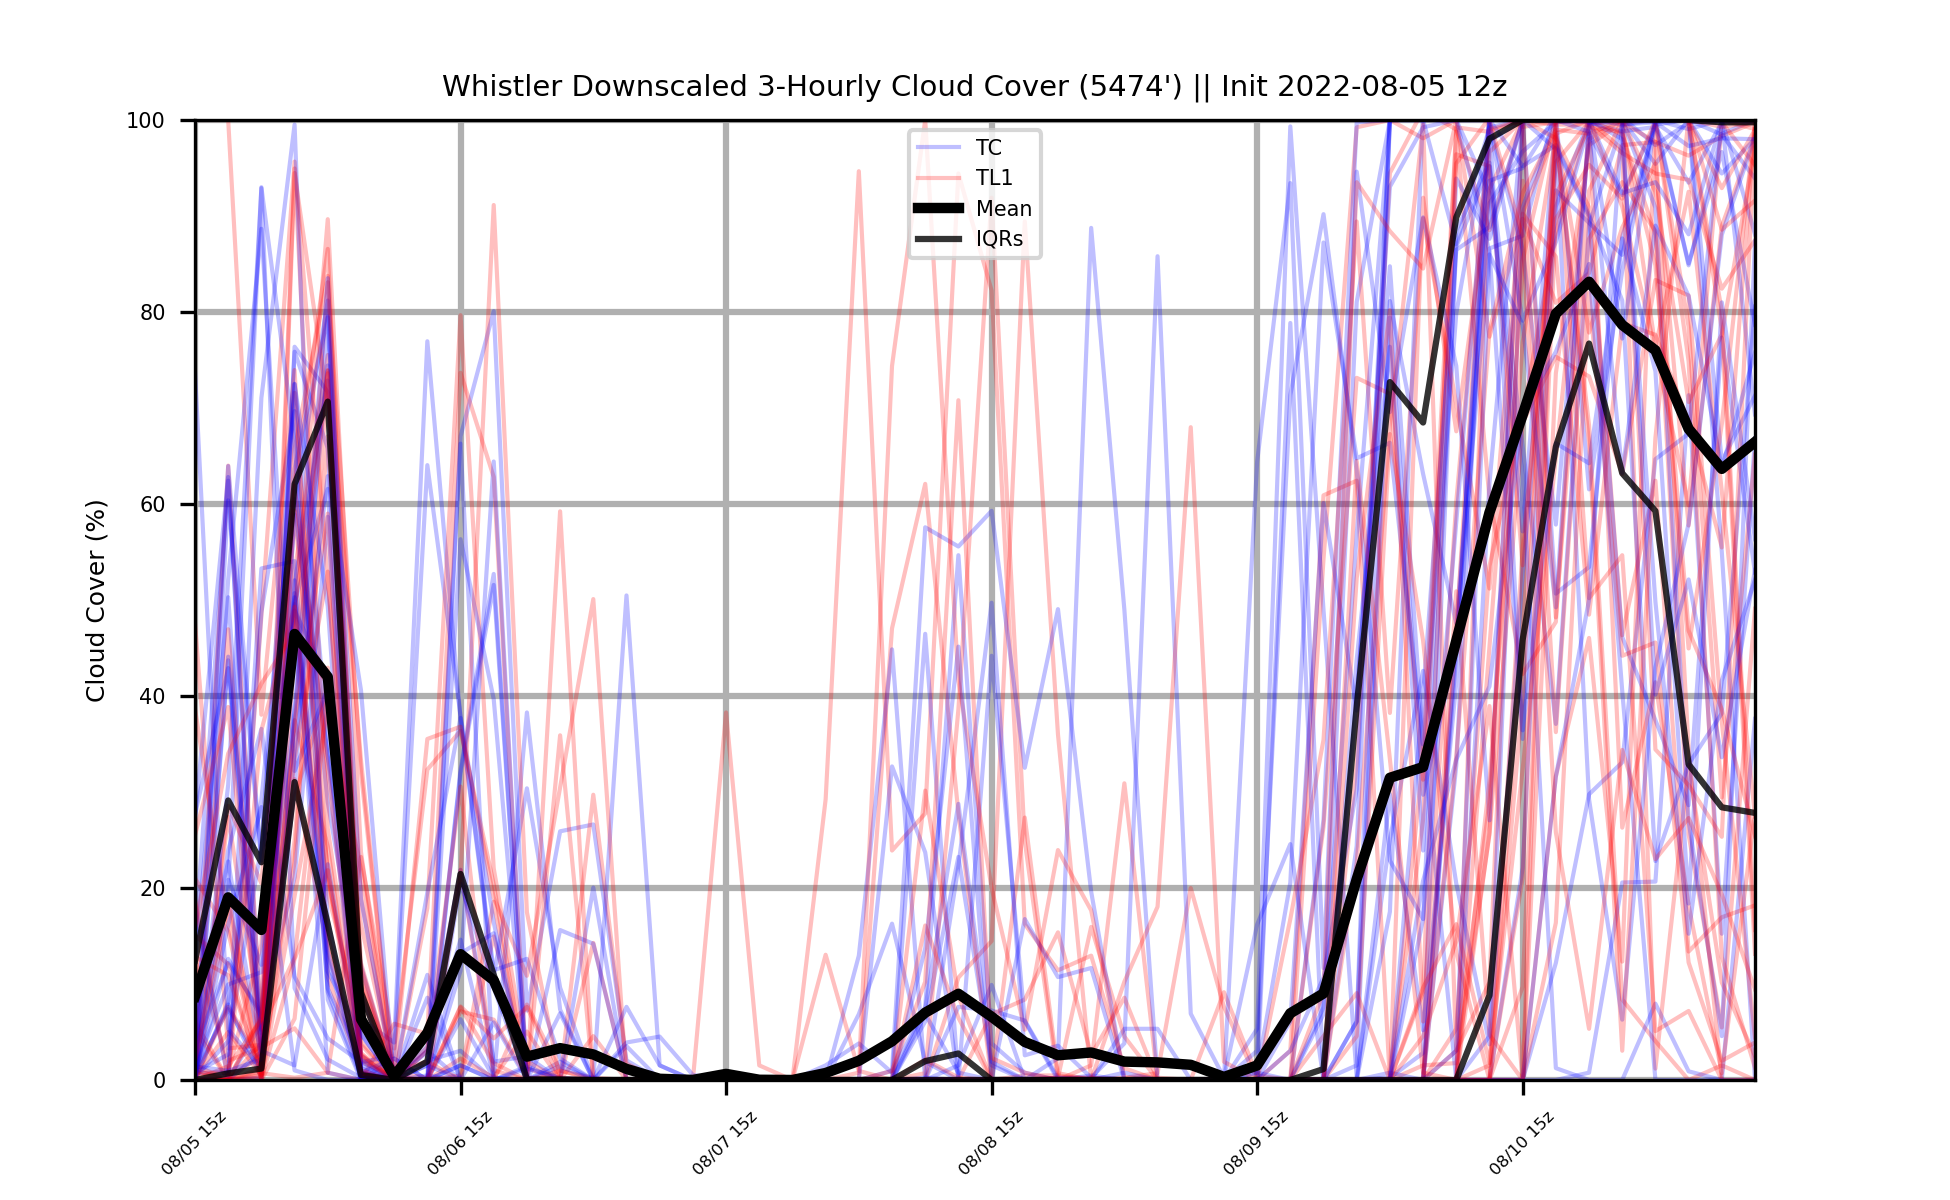 Whistler Downscaled 3-Hourly Cloud Cover (5474') || Init 2022-08-05 12z
TC
TL1
Mean
IQRs
Cloud Cover (%)
100
80
60
40
20
0
08/05 15z
08/06 15z
08/07 15z
08/08 15z
08/09 15z
08/10 15z